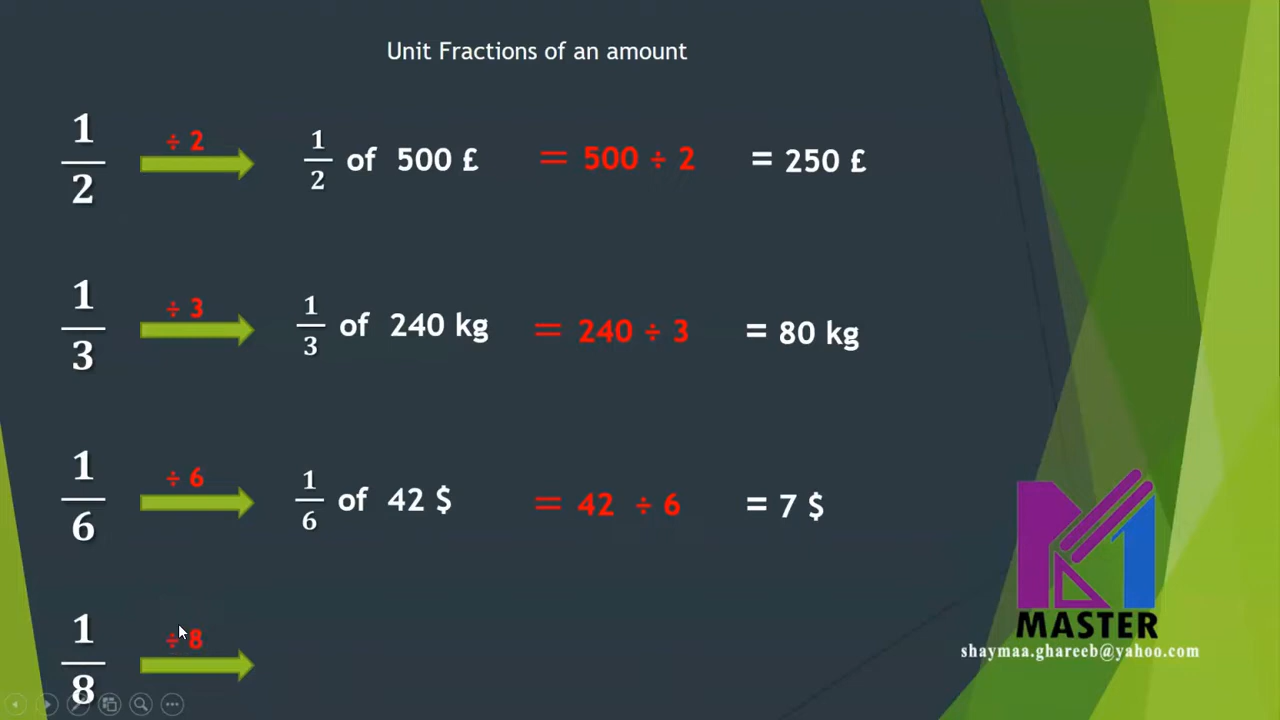 Unit Fractions of an amount
1/2 ÷ 2 1/2 of 500 £ = 500 ÷ 2 = 250 £
1/3 ÷ 3 1/3 of 240 kg = 240 ÷ 3 = 80 kg
1/6 ÷ 6 1/6 of 42 $ = 42 ÷ 6 = 7 $
1/8 ÷ 8
M1
MASTER
shaymaa.ghareeb@yahoo.com